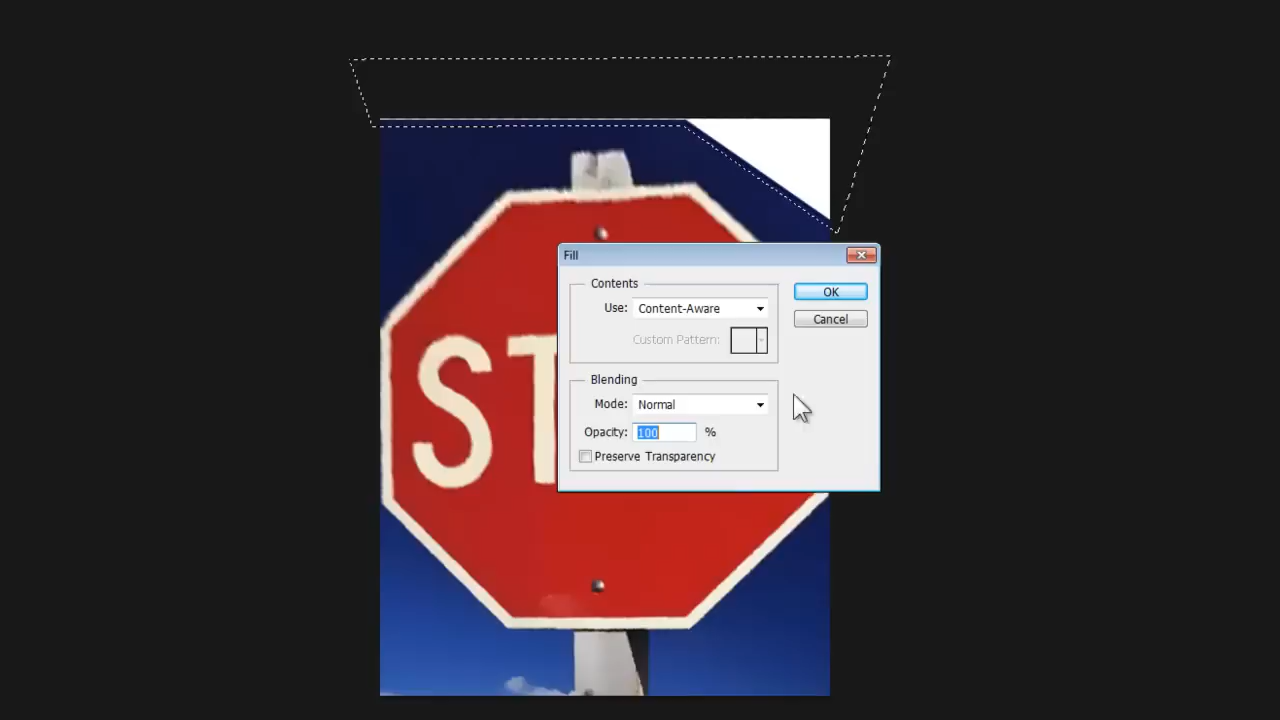 Fill
Contents
Use: Content-Aware
OK
Custom Pattern:
Cancel
ST
Blending
Mode: Normal
Opacity: 100 %
Preserve Transparency